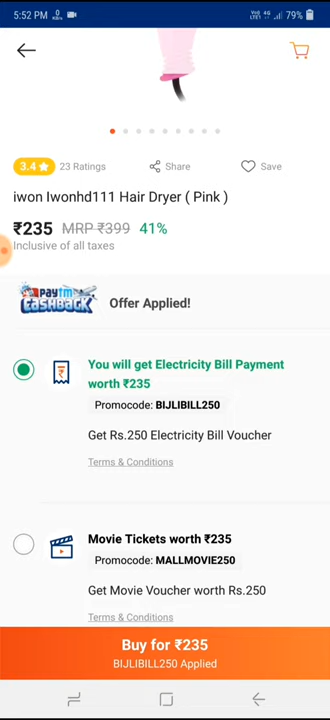 5:52 PM
79%
3.4 ★ 23 Ratings Share Save
iwon Iwonhd111 Hair Dryer ( Pink )
₹235 MRP ₹399 41%
Inclusive of all taxes
paytm CASHBACK Offer Applied!
You will get Electricity Bill Payment
worth ₹235
Promocode: BIJLIBILL250
Get Rs.250 Electricity Bill Voucher
Terms & Conditions
Movie Tickets worth ₹235
Promocode: MALLMOVIE250
Get Movie Voucher worth Rs.250
Terms & Conditions
Buy for ₹235
BIJLIBILL250 Applied